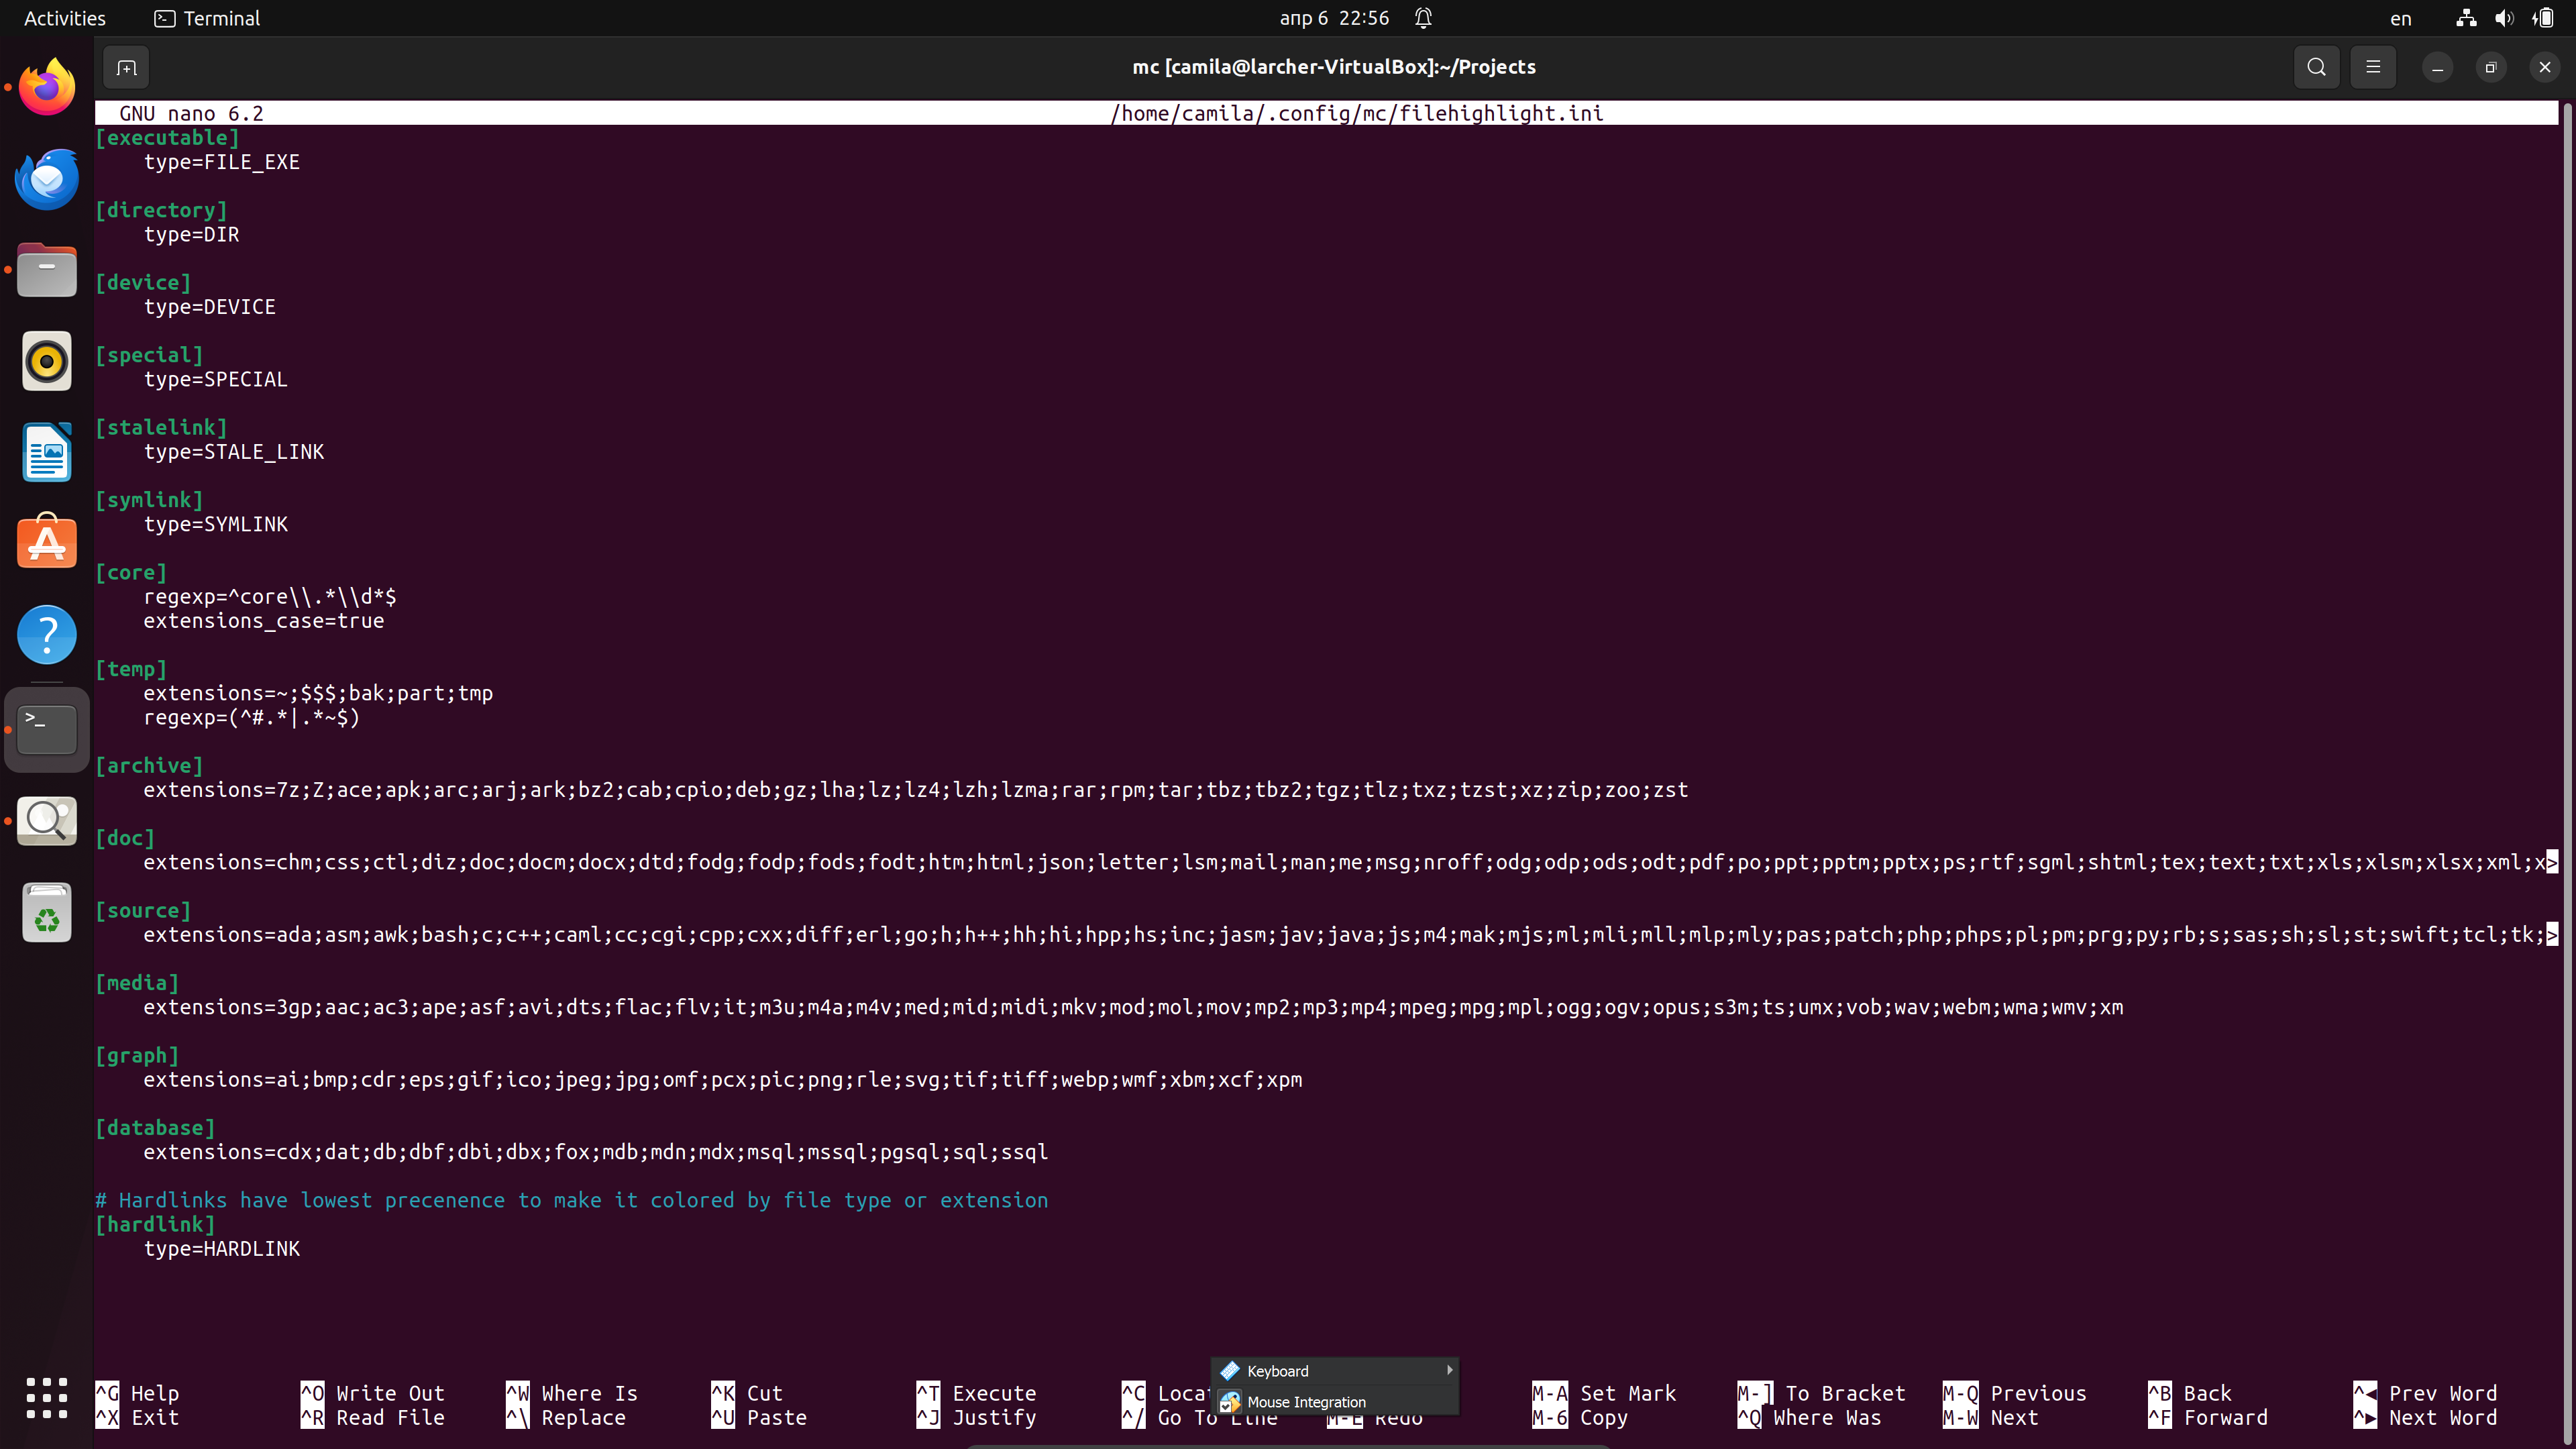 Activities Terminal апр 6 22:56 en
mc [camila@larcher-VirtualBox]:~/Projects
GNU nano 6.2 /home/camila/.config/mc/filehighlight.ini
[executable]
type=FILE_EXE
[directory]
type=DIR
[device]
type=DEVICE
[special]
type=SPECIAL
[stalelink]
type=STALE_LINK
[symlink]
type=SYMLINK
[core]
regexp=^core\\.*\\d*$
extensions_case=true
[temp]
extensions=~;$$$;bak;part;tmp
regexp=(^#.*|.*~$)
[archive]
extensions=7z;Z;ace;apk;arc;arj;ark;bz2;cab;cpio;deb;gz;lha;lz;lz4;lzh;lzma;rar;rpm;tar;tbz;tbz2;tgz;tlz;txz;tzst;xz;zip;zoo;zst
[doc]
extensions=chm;css;ctl;diz;doc;docm;docx;dtd;fodg;fodp;fods;fodt;htm;html;json;letter;lsm;mail;man;me;msg;nroff;odg;odp;ods;odt;pdf;po;ppt;pptm;pptx;ps;rtf;sgml;shtml;tex;text;txt;xls;xlsm;xlsx;xml;x>
[source]
extensions=ada;asm;awk;bash;c;c++;caml;cc;cgi;cpp;cxx;diff;erl;go;h;h++;hh;hi;hpp;hs;inc;jasm;jav;java;js;m4;mak;mjs;ml;mli;mll;mlp;mly;pas;patch;php;phps;pl;pm;prg;py;rb;s;sas;sh;sl;st;swift;tcl;tk;>
[media]
extensions=3gp;aac;ac3;ape;asf;avi;dts;flac;flv;it;m3u;m4a;m4v;med;mid;midi;mkv;mod;mol;mov;mp2;mp3;mp4;mpeg;mpg;mpl;ogg;ogv;opus;s3m;ts;umx;vob;wav;webm;wma;wmv;xm
[graph]
extensions=ai;bmp;cdr;eps;gif;ico;jpeg;jpg;omf;pcx;pic;png;rle;svg;tif;tiff;webp;wmf;xbm;xcf;xpm
[database]
extensions=cdx;dat;db;dbf;dbi;dbx;fox;mdb;mdn;mdx;msql;mssql;pgsql;sql;ssql
# Hardlinks have lowest precenence to make it colored by file type or extension
[hardlink]
type=HARDLINK
Keyboard
Mouse Integration
^G Help ^O Write Out ^W Where Is ^K Cut ^T Execute ^C M-A Set Mark M-] To Bracket M-Q Previous ^B Back ^◀ Prev Word
^X Exit ^R Read File ^\ Replace ^U Paste ^J Justify ^/ Go To Line M-E Redo M-6 Copy ^Q Where Was M-W Next ^F Forward ^▶ Next Word